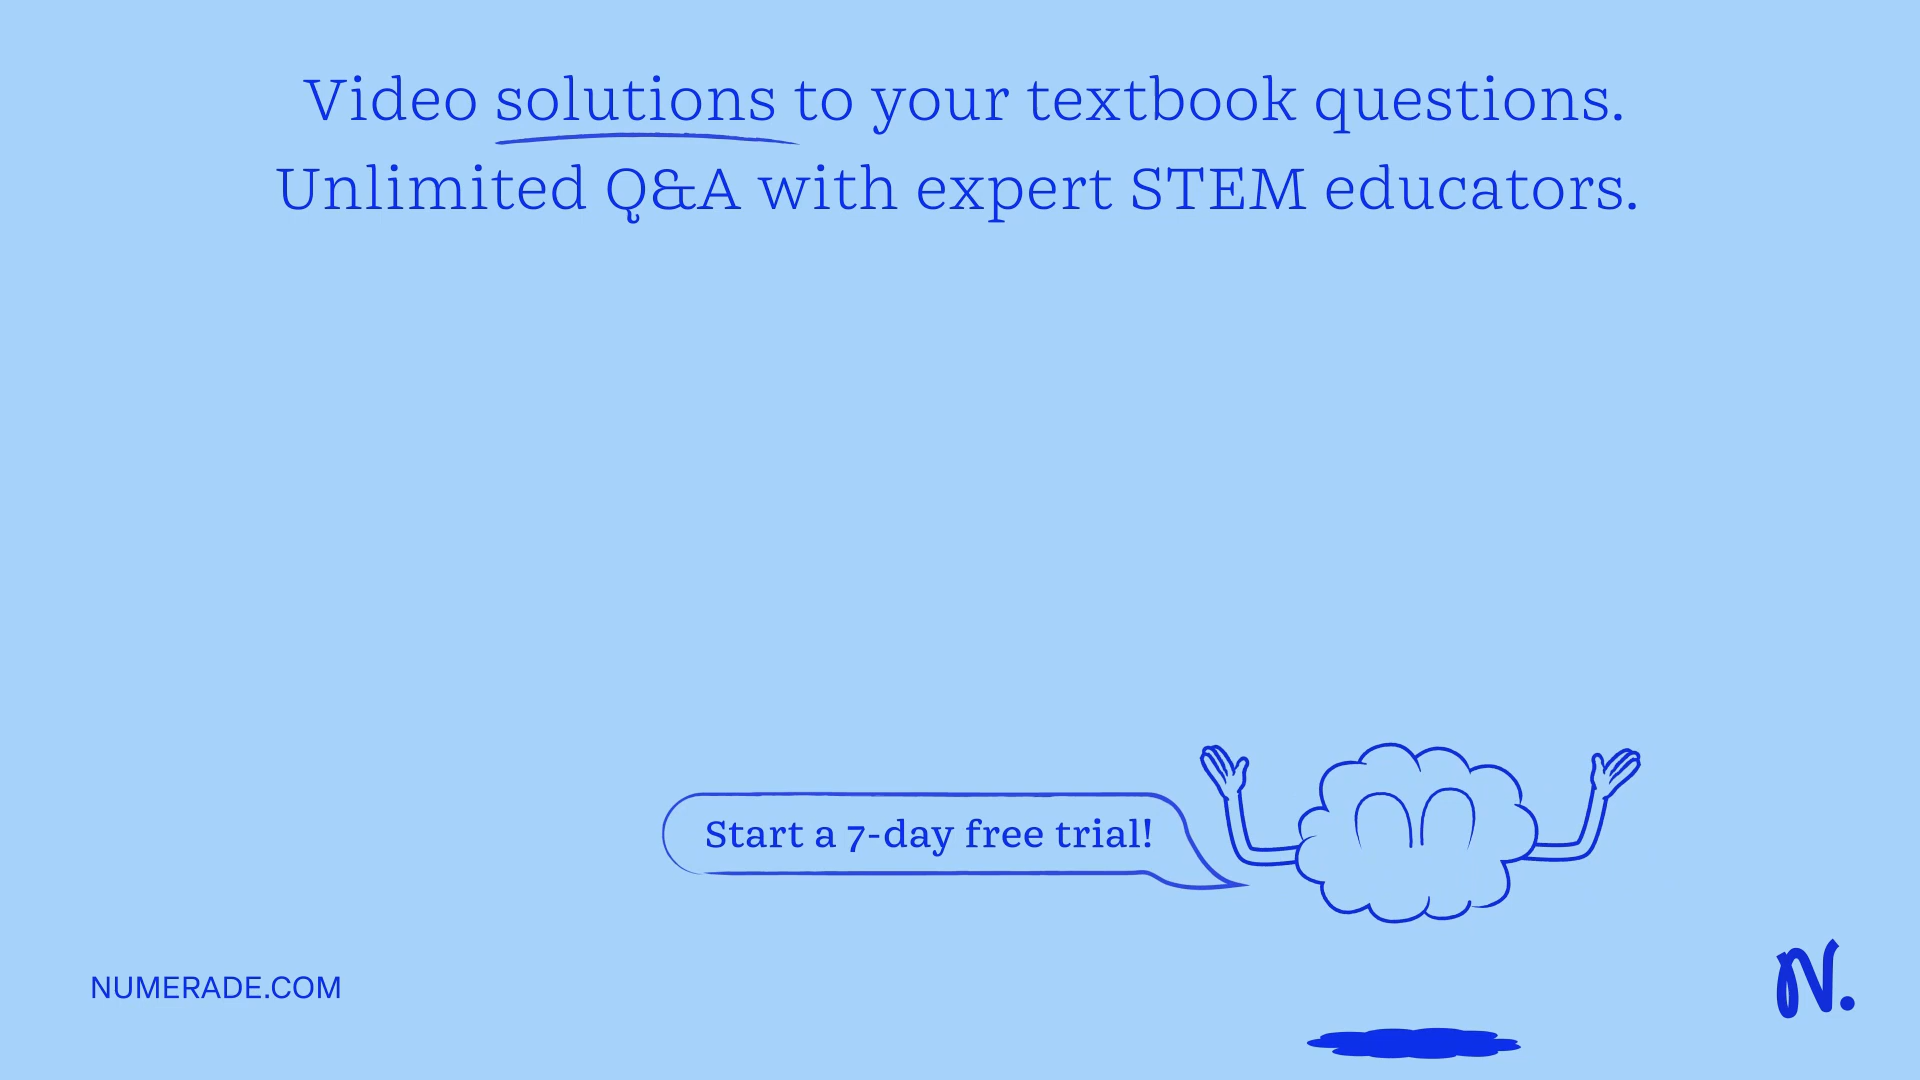 Video solutions to your textbook questions.
Unlimited Q&A with expert STEM educators.
Start a 7-day free trial!
NUMERADE.COM
N.